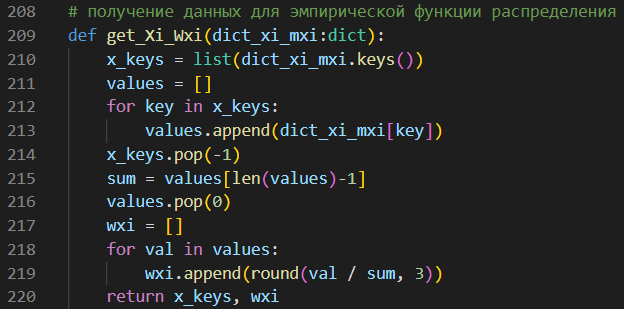 208 # получение данных для эмпирической функции распределения
209 def get_Xi_Wxi(dict_xi_mxi:dict):
210     x_keys = list(dict_xi_mxi.keys())
211     values = []
212     for key in x_keys:
213         values.append(dict_xi_mxi[key])
214     x_keys.pop(-1)
215     sum = values[len(values)-1]
216     values.pop(0)
217     wxi = []
218     for val in values:
219         wxi.append(round(val / sum, 3))
220     return x_keys, wxi